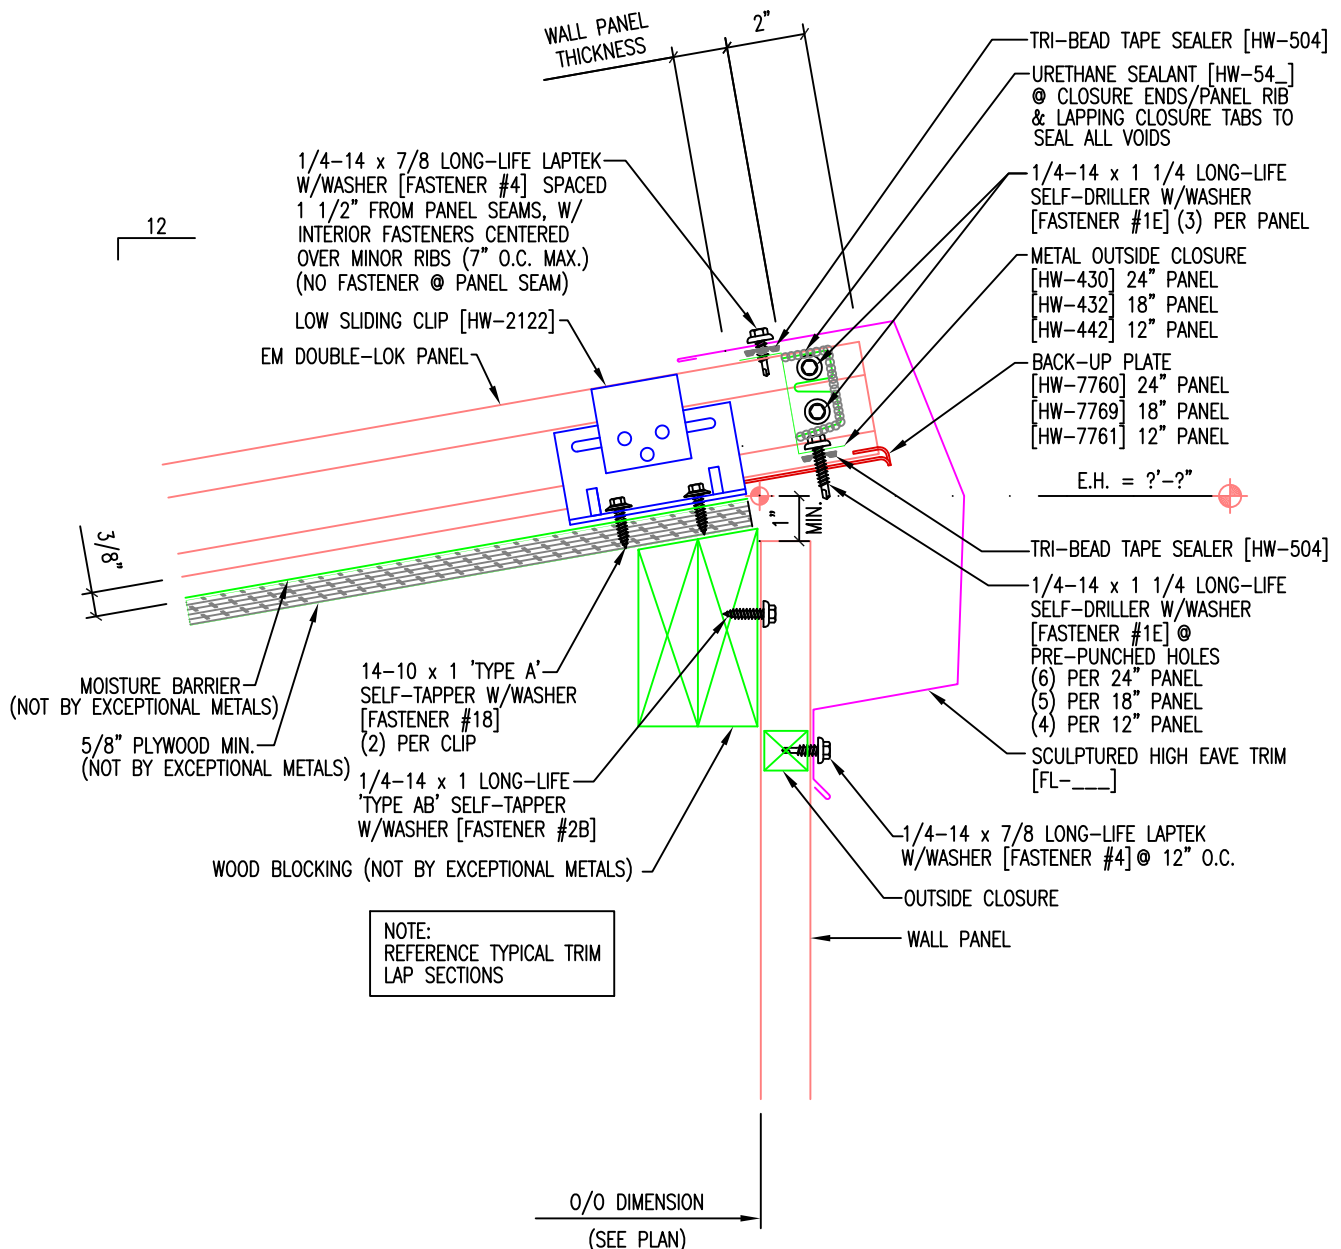 WALL PANEL
THICKNESS
2"
TRI-BEAD TAPE SEALER [HW-504]
URETHANE SEALANT [HW-54_]
@ CLOSURE ENDS/PANEL RIB
& LAPPING CLOSURE TABS TO
SEAL ALL VOIDS
1/4-14 x 7/8 LONG-LIFE LAPTEK
W/WASHER [FASTENER #4] SPACED
1 1/2" FROM PANEL SEAMS, W/
INTERIOR FASTENERS CENTERED
OVER MINOR RIBS (7" O.C. MAX.)
(NO FASTENER @ PANEL SEAM)
1/4-14 x 1 1/4 LONG-LIFE
SELF-DRILLER W/WASHER
[FASTENER #1E] (3) PER PANEL
12
METAL OUTSIDE CLOSURE
[HW-430] 24" PANEL
[HW-432] 18" PANEL
[HW-442] 12" PANEL
LOW SLIDING CLIP [HW-2122]
EM DOUBLE-LOK PANEL
BACK-UP PLATE
[HW-7760] 24" PANEL
[HW-7769] 18" PANEL
[HW-7761] 12" PANEL
E.H. = ?'-?"
1"
MIN.
3/8"
TRI-BEAD TAPE SEALER [HW-504]
1/4-14 x 1 1/4 LONG-LIFE
SELF-DRILLER W/WASHER
[FASTENER #1E] @
PRE-PUNCHED HOLES
(6) PER 24" PANEL
(5) PER 18" PANEL
(4) PER 12" PANEL
MOISTURE BARRIER
(NOT BY EXCEPTIONAL METALS)
5/8" PLYWOOD MIN.
(NOT BY EXCEPTIONAL METALS)
14-10 x 1 'TYPE A'
SELF-TAPPER W/WASHER
[FASTENER #18]
(2) PER CLIP
1/4-14 x 1 LONG-LIFE
'TYPE AB' SELF-TAPPER
W/WASHER [FASTENER #2B]
WOOD BLOCKING (NOT BY EXCEPTIONAL METALS)
SCULPTURED HIGH EAVE TRIM
[FL-___]
1/4-14 x 7/8 LONG-LIFE LAPTEK
W/WASHER [FASTENER #4] @ 12" O.C.
OUTSIDE CLOSURE
WALL PANEL
NOTE:
REFERENCE TYPICAL TRIM
LAP SECTIONS
O/O DIMENSION
(SEE PLAN)